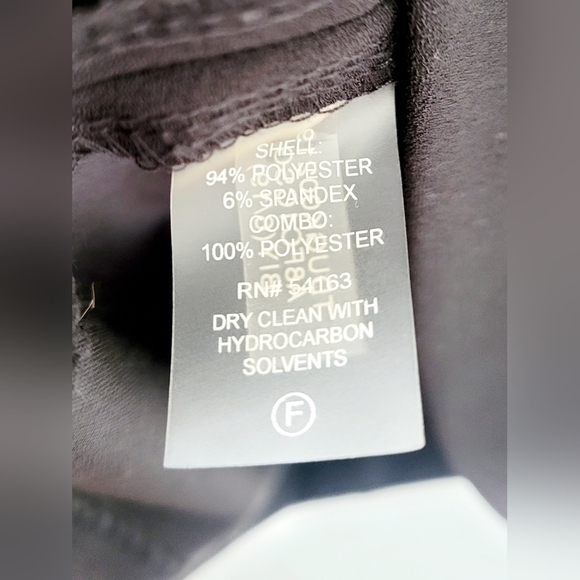 SHELL:
94% POLYESTER
6% SPANDEX
COMBO:
100% POLYESTER
RN# 54163
DRY CLEAN WITH
HYDROCARBON
SOLVENTS
F